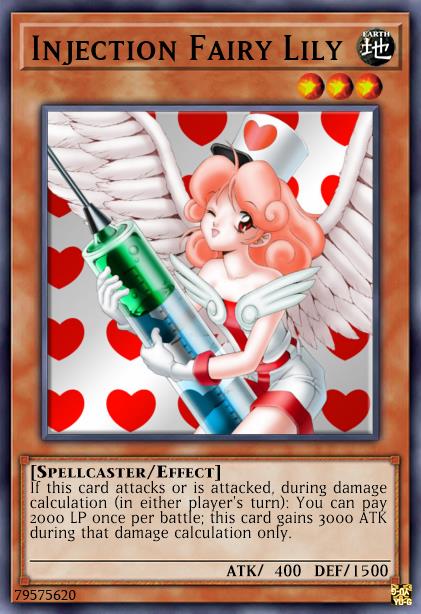 INJECTION FAIRY LILY
EARTH
地
[SPELLCASTER/EFFECT]
If this card attacks or is attacked, during damage
calculation (in either player's turn): You can pay
2000 LP once per battle; this card gains 3000 ATK
during that damage calculation only.
ATK/ 400 DEF/1500
79575620